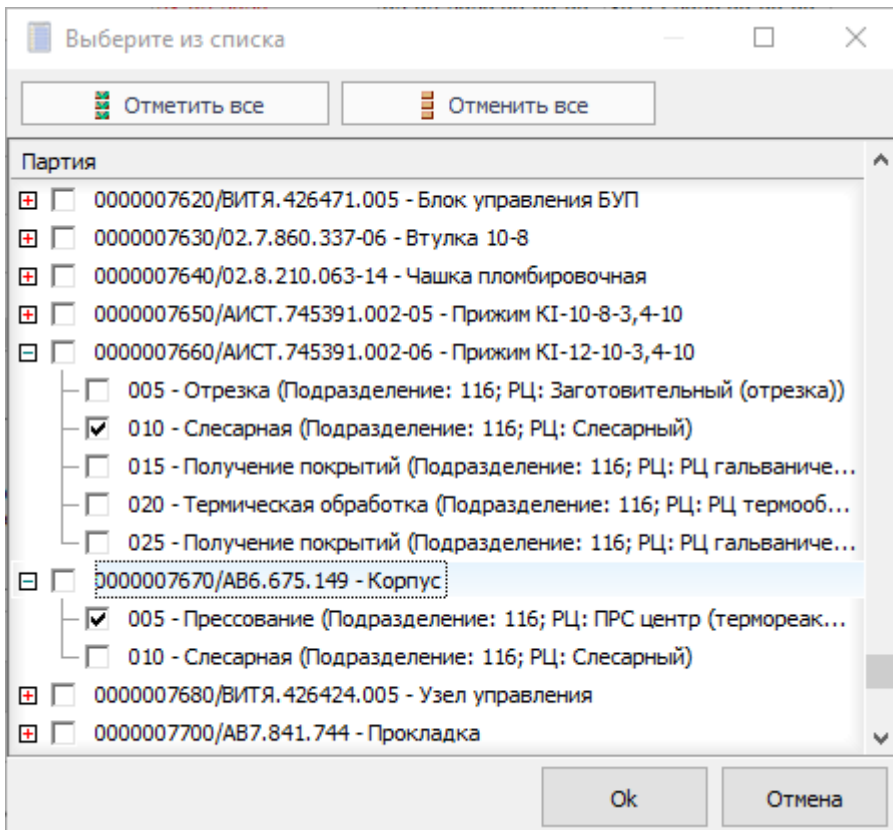 Выберите из списка
Отметить все
Отменить все
Партия
0000007620/ВИТЯ.426471.005 - Блок управления БУП
0000007630/02.7.860.337-06 - Втулка 10-8
0000007640/02.8.210.063-14 - Чашка пломбировочная
0000007650/АИСТ.745391.002-05 - Прижим KI-10-8-3,4-10
0000007660/АИСТ.745391.002-06 - Прижим KI-12-10-3,4-10
005 - Отрезка (Подразделение: 116; РЦ: Заготовительный (отрезка))
010 - Слесарная (Подразделение: 116; РЦ: Слесарный)
015 - Получение покрытий (Подразделение: 116; РЦ: РЦ гальваниче...
020 - Термическая обработка (Подразделение: 116; РЦ: РЦ термооб...
025 - Получение покрытий (Подразделение: 116; РЦ: РЦ гальваниче...
0000007670/АВ6.675.149 - Корпус
005 - Прессование (Подразделение: 116; РЦ: ПРС центр (термореак...
010 - Слесарная (Подразделение: 116; РЦ: Слесарный)
0000007680/ВИТЯ.426424.005 - Узел управления
0000007700/АВ7.841.744 - Прокладка
Ok
Отмена